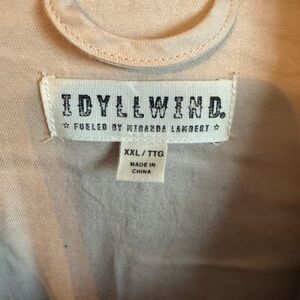 IDYLLWIND®
☆ FUELED BY MIRANDA LAMBERT ☆
XXL / TTG
MADE IN
CHINA